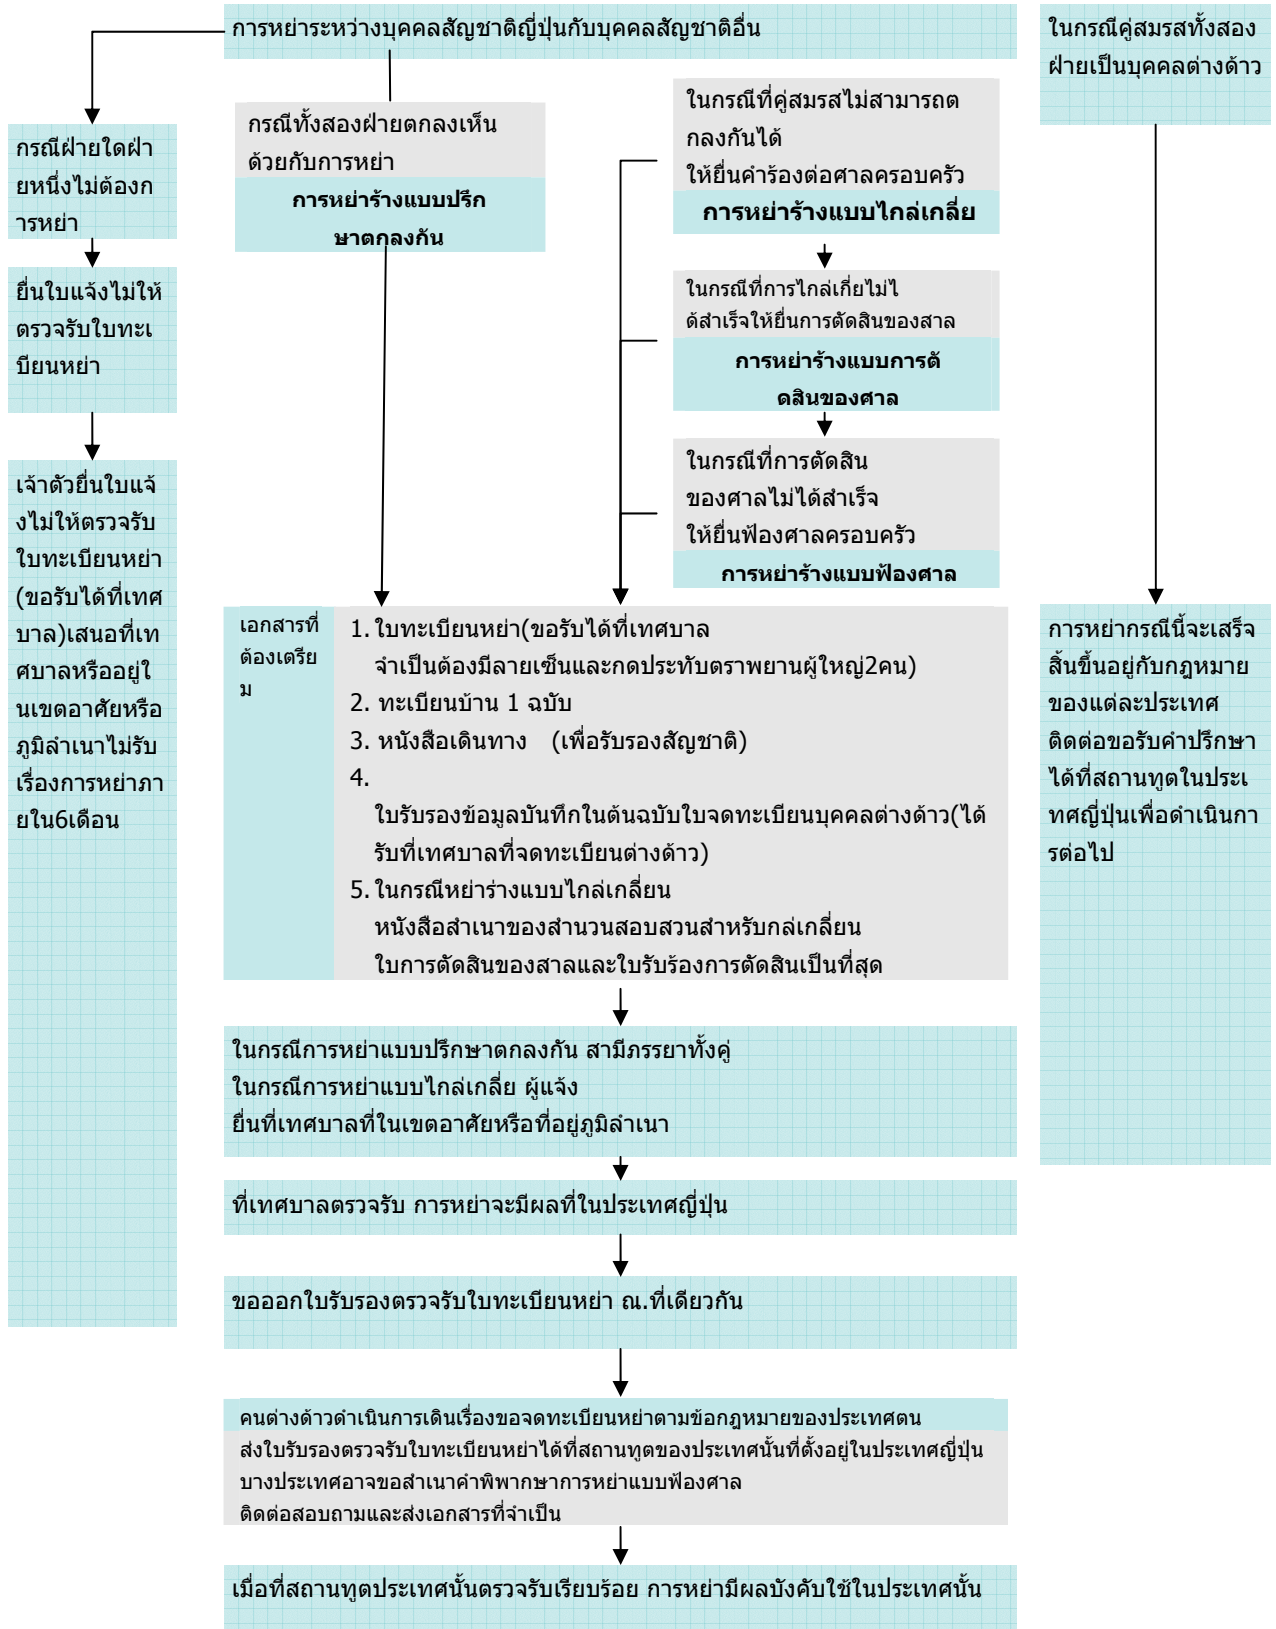 การหย่าระหว่างบุคคลสัญชาติญี่ปุ่นกับบุคคลสัญชาติอื่น
ในกรณีคู่สมรสทั้งสอง
ฝ่ายเป็นบุคคลต่างด้าว
กรณีฝ่ายใดฝ่า
ยหนึ่งไม่ต้องก
ารหย่า
ยื่นใบแจ้งไม่ให้
ตรวจรับใบทะเ
บียนหย่า
เจ้าตัวยื่นใบแจ้
งไม่ให้ตรวจรับ
ใบทะเบียนหย่า
(ขอรับได้ที่เทศ
บาล)เสนอที่เท
ศบาลหรืออยู่ใ
นเขตอาศัยหรือ
ภูมิลำเนาไม่รับ
เรื่องการหย่าภา
ยใน6เดือน
กรณีทั้งสองฝ่ายตกลงเห็น
ด้วยกับการหย่า
การหย่าร้างแบบปรึก
ษาตกลงกัน
ในกรณีที่คู่สมรสไม่สามารถต
กลงกันได้
ให้ยื่นคำร้องต่อศาลครอบครัว
การหย่าร้างแบบไกล่เกลี่ย
ในกรณีที่การไกล่เกี่ยไม่ไ
ด้สำเร็จให้ยื่นการตัดสินของสาล
การหย่าร้างแบบการตั
ดสินของศาล
ในกรณีที่การตัดสิน
ของศาลไม่ได้สำเร็จ
ให้ยื่นฟ้องศาลครอบครัว
การหย่าร้างแบบฟ้องศาล
เอกสารที่
ต้องเตรีย
ม
1. ใบทะเบียนหย่า(ขอรับได้ที่เทศบาล
จำเป็นต้องมีลายเซ็นและกดประทับตราพยานผู้ใหญ่2คน)
2. ทะเบียนบ้าน 1 ฉบับ
3. หนังสือเดินทาง (เพื่อรับรองสัญชาติ)
4.
ใบรับรองข้อมูลบันทึกในต้นฉบับใบจดทะเบียนบุคคลต่างด้าว(ได้
รับที่เทศบาลที่จดทะเบียนต่างด้าว)
5. ในกรณีหย่าร่างแบบไกล่เกลี่ยน
หนังสือสำเนาของสำนวนสอบสวนสำหรับกล่เกลี่ยน
ใบการตัดสินของสาลและใบรับร้องการตัดสินเป็นที่สุด
การหย่ากรณีนี้จะเสร็จ
สิ้นขึ้นอยู่กับกฎหมาย
ของแต่ละประเทศ
ติดต่อขอรับคำปรึกษา
ได้ที่สถานทูตในประเ
ทศญี่ปุ่นเพื่อดำเนินกา
รต่อไป
ในกรณีการหย่าแบบปรึกษาตกลงกัน สามีภรรยาทั้งคู่
ในกรณีการหย่าแบบไกล่เกลี่ย ผู้แจ้ง
ยื่นที่เทศบาลที่ในเขตอาศัยหรือที่อยู่ภูมิลำเนา
ที่เทศบาลตรวจรับ การหย่าจะมีผลที่ในประเทศญี่ปุ่น
ขอออกใบรับรองตรวจรับใบทะเบียนหย่า ณ.ที่เดียวกัน
คนต่างด้าวดำเนินการเดินเรื่องขอจดทะเบียนหย่าตามข้อกฎหมายของประเทศตน
ส่งใบรับรองตรวจรับใบทะเบียนหย่าได้ที่สถานทูตของประเทศนั้นที่ตั้งอยู่ในประเทศญี่ปุ่น
บางประเทศอาจขอสำเนาคำพิพากษาการหย่าแบบฟ้องศาล
ติดต่อสอบถามและส่งเอกสารที่จำเป็น
เมื่อที่สถานทูตประเทศนั้นตรวจรับเรียบร้อย การหย่ามีผลบังคับใช้ในประเทศนั้น